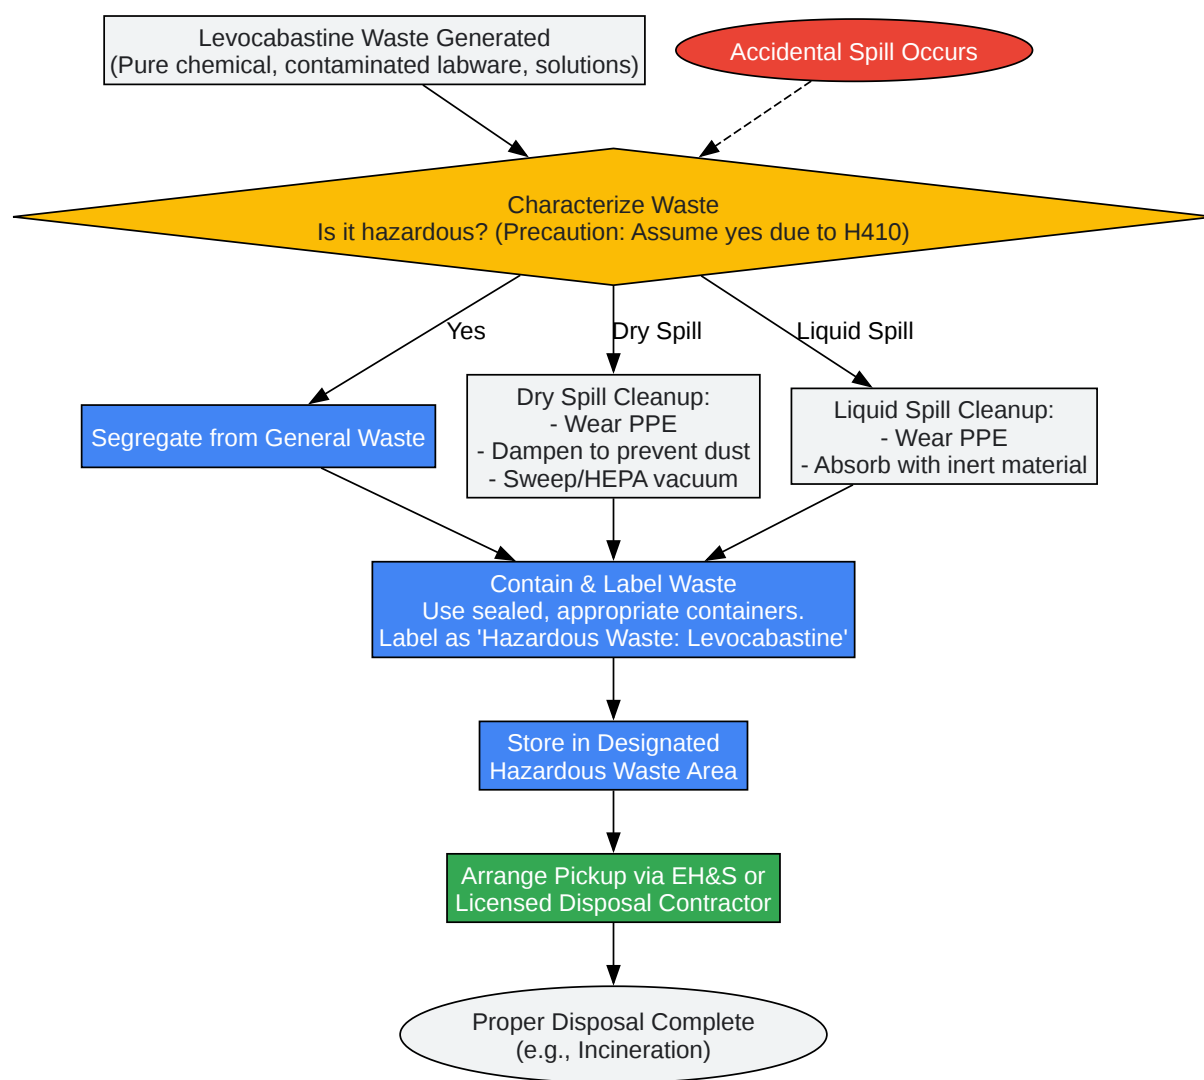 Levocabastine Waste Generated
(Pure chemical, contaminated labware, solutions)
Accidental Spill Occurs
Characterize Waste
Is it hazardous? (Precaution: Assume yes due to H410)
Yes
Dry Spill
Liquid Spill
Segregate from General Waste
Dry Spill Cleanup:
- Wear PPE
- Dampen to prevent dust
- Sweep/HEPA vacuum
Liquid Spill Cleanup:
- Wear PPE
- Absorb with inert material
Contain & Label Waste
Use sealed, appropriate containers.
Label as 'Hazardous Waste: Levocabastine'
Store in Designated
Hazardous Waste Area
Arrange Pickup via EH&S or
Licensed Disposal Contractor
Proper Disposal Complete
(e.g., Incineration)